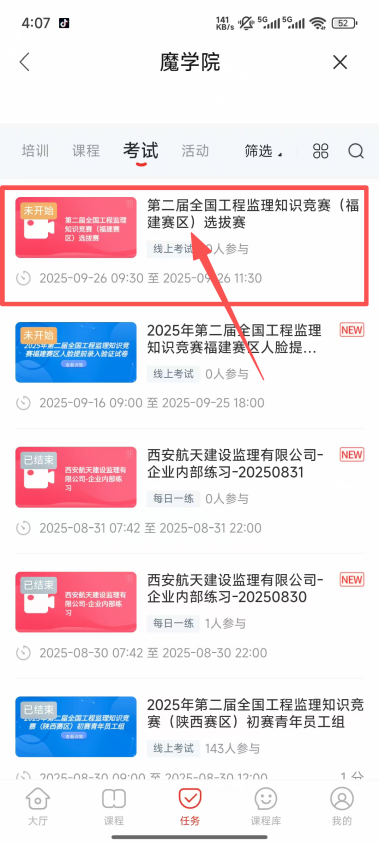 4:07
141 KB/s 5G 5G 52
魔学院
培训 课程 考试 活动 筛选
未开始
第二届全国工程监理
知识竞赛（福建赛
区）选拔赛
第二届全国工程监理知识竞赛（福
建赛区）选拔赛
线上考试 0人参与
2025-09-26 09:30 至 2025-09-26 11:30
未开始
2025年第二届全国工程监理知识竞
赛福建赛区人脸提前录入验证试卷
2025年第二届全国工程监理
知识竞赛福建赛区人脸提...
NEW
线上考试 0人参与
2025-09-16 09:00 至 2025-09-25 18:00
已结束
西安航天建设监理有
限公司-企业内部练
习
西安航天建设监理有限公司-
企业内部练习-20250831
NEW
每日一练 0人参与
2025-08-31 07:42 至 2025-08-31 22:00
已结束
西安航天建设监理有
限公司-企业内部练
习
西安航天建设监理有限公司-
企业内部练习-20250830
NEW
每日一练 1人参与
2025-08-30 07:42 至 2025-08-30 22:00
已结束
2025年第二届全国工程监理知识竞
赛（陕西赛区）初赛青年员工组
2025年第二届全国工程监理知识竞
赛（陕西赛区）初赛青年员工组
线上考试 143人参与
2025-08-30 09:00 至 2025-08-30 12:00 1 分
大厅 课程 任务 课程库 我的